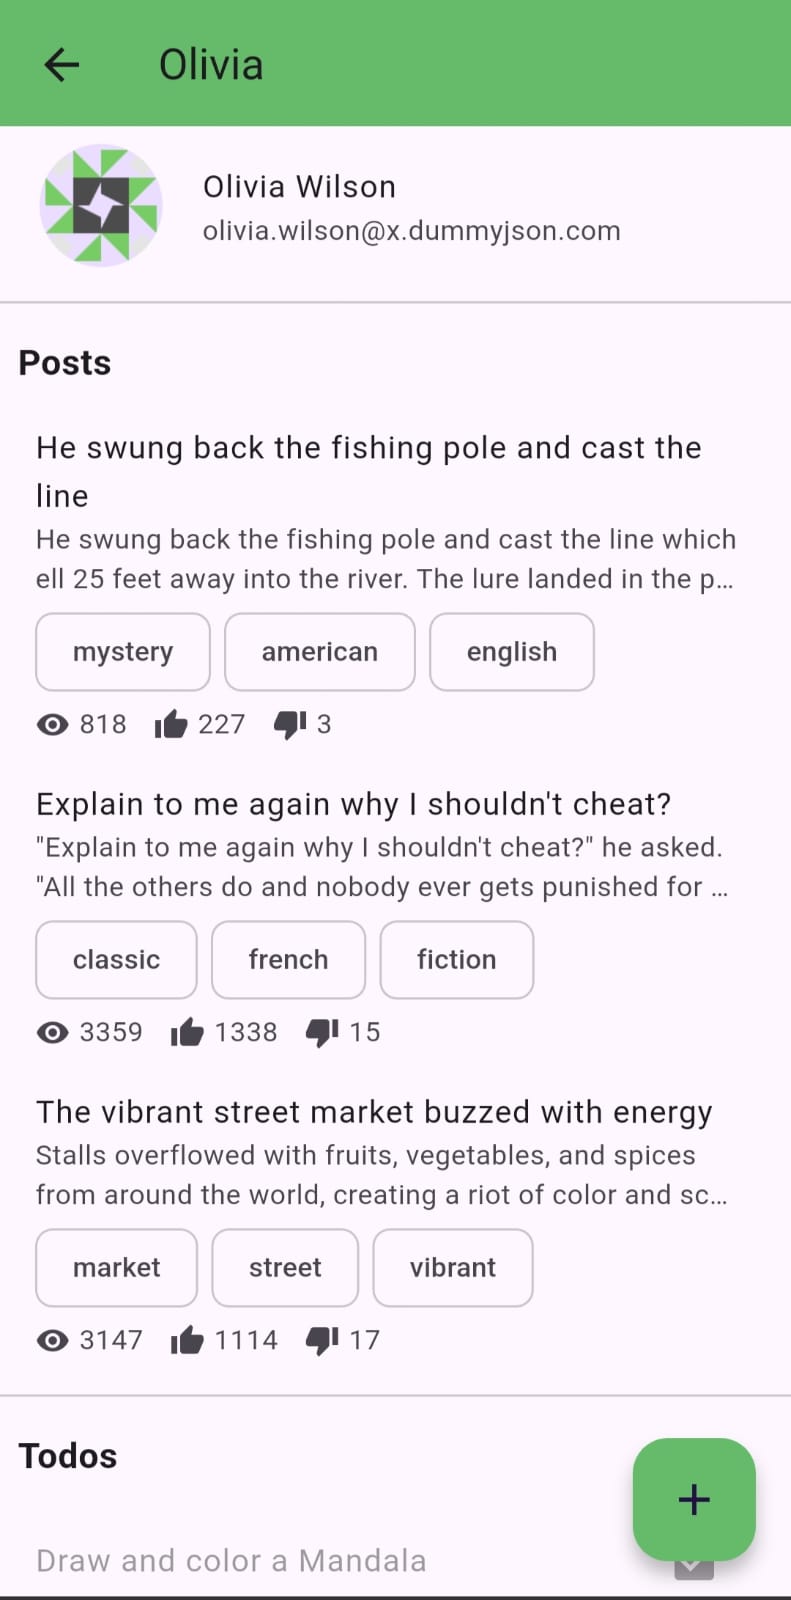 Olivia
Olivia Wilson
olivia.wilson@x.dummyjson.com
Posts
He swung back the fishing pole and cast the
line
He swung back the fishing pole and cast the line which
ell 25 feet away into the river. The lure landed in the p...
mystery
american
english
818
227
3
Explain to me again why I shouldn't cheat?
"Explain to me again why I shouldn't cheat?" he asked.
"All the others do and nobody ever gets punished for ...
classic
french
fiction
3359
1338
15
The vibrant street market buzzed with energy
Stalls overflowed with fruits, vegetables, and spices
from around the world, creating a riot of color and sc...
market
street
vibrant
3147
1114
17
Todos
Draw and color a Mandala